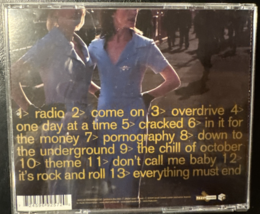 1> radio 2> come on 3> overdrive 4>
one day at a time 5> cracked 6> in it for
the money 7> pornography 8> down to
the underground 9> the chill of october
10> theme 11> don't call me baby 12>
it's rock and roll 13> everything must end